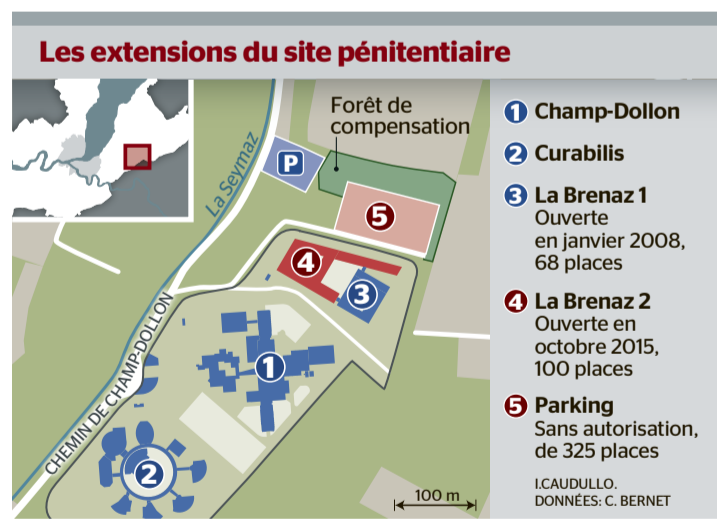 Les extensions du site pénitentiaire
Forêt de
compensation
La Seymaz
P
5
4
3
1
CHEMIN DE CHAMP-DOLLON
2
100 m
1 Champ-Dollon
2 Curabilis
3 La Brenaz 1
Ouverte
en janvier 2008,
68 places
4 La Brenaz 2
Ouverte en
octobre 2015,
100 places
5 Parking
Sans autorisation,
de 325 places
I.CAUDULLO.
DONNÉES: C. BERNET